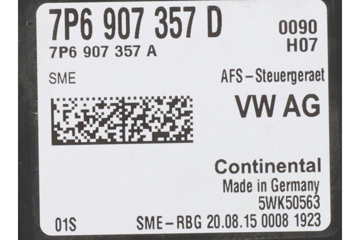 7P6 907 357 D 0090
7P6 907 357 A H07
SME AFS-Steuergeraet
VW AG
Continental
Made in Germany
5WK50563
01S SME-RBG 20.08.15 0008 1923